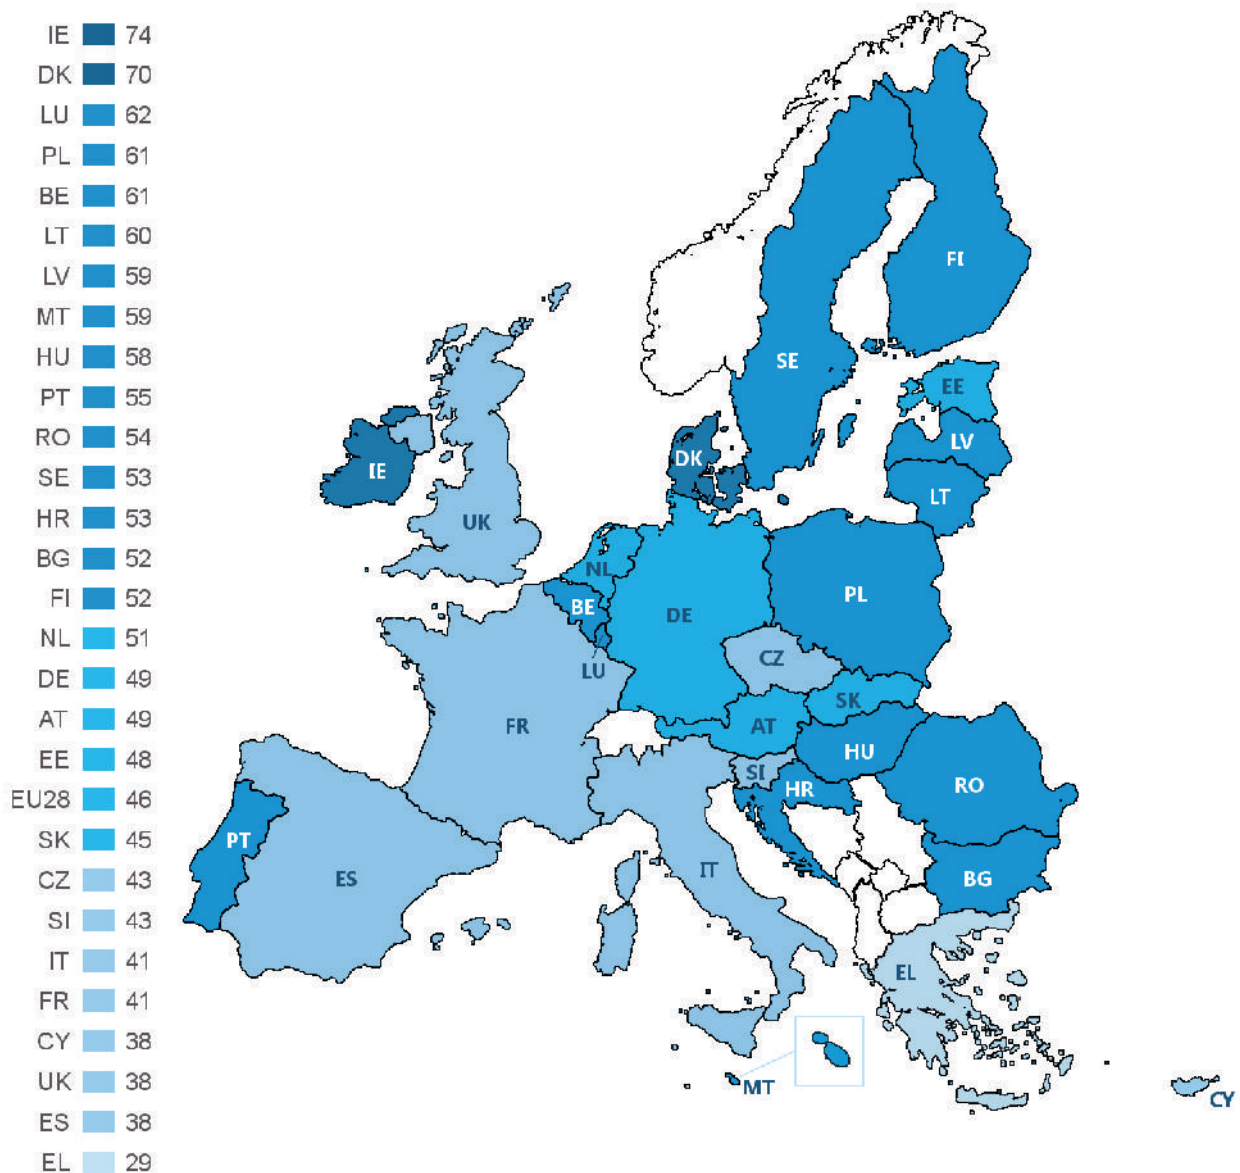 IE 74
DK 70
LU 62
PL 61
BE 61
LT 60
LV 59
MT 59
HU 58
PT 55
RO 54
SE 53
HR 53
BG 52
FI 52
NL 51
DE 49
AT 49
EE 48
EU28 46
SK 45
CZ 43
SI 43
IT 41
FR 41
CY 38
UK 38
ES 38
EL 29
FI
SE
EE
LV
LT
DK
IE
UK
NL
BE
DE
PL
LU
CZ
SK
FR
AT
HU
SI
HR
RO
PT
ES
IT
BG
EL
MT
CY